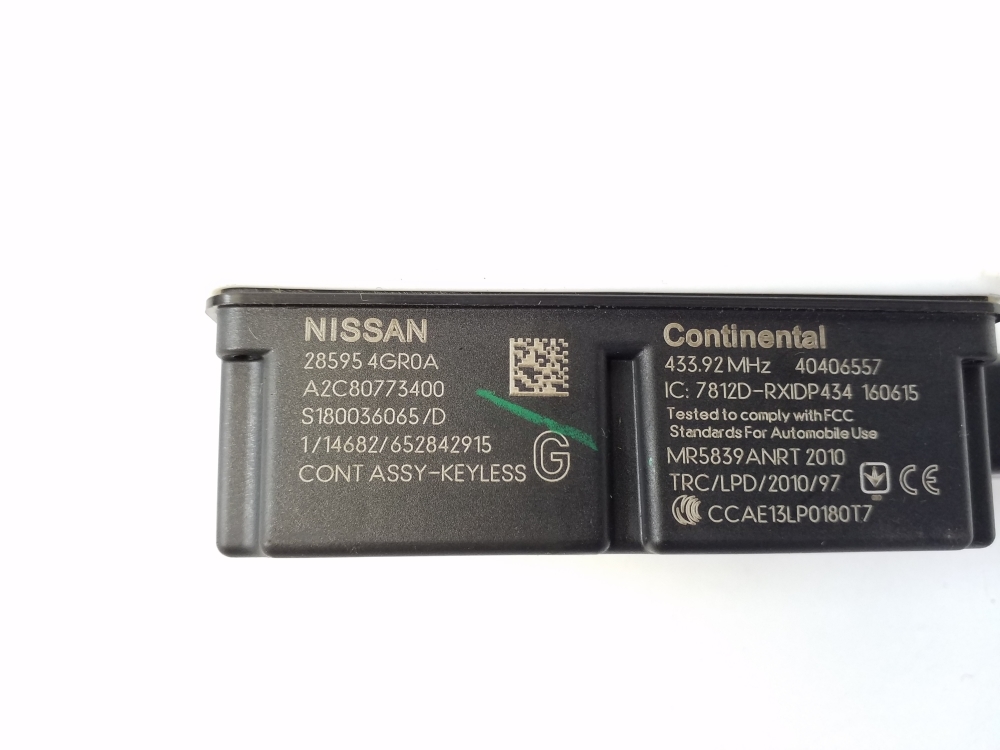 NISSAN
28595 4GR0A
A2C80773400
S180036065/D
1/14682/652842915
CONT ASSY-KEYLESS
G
Continental
433.92 MHz 40406557
IC: 7812D-RXIDP434 160615
Tested to comply with FCC
Standards For Automobile Use
MR5839ANRT 2010
TRC/LPD/2010/97 CE
CCAE13LP0180T7